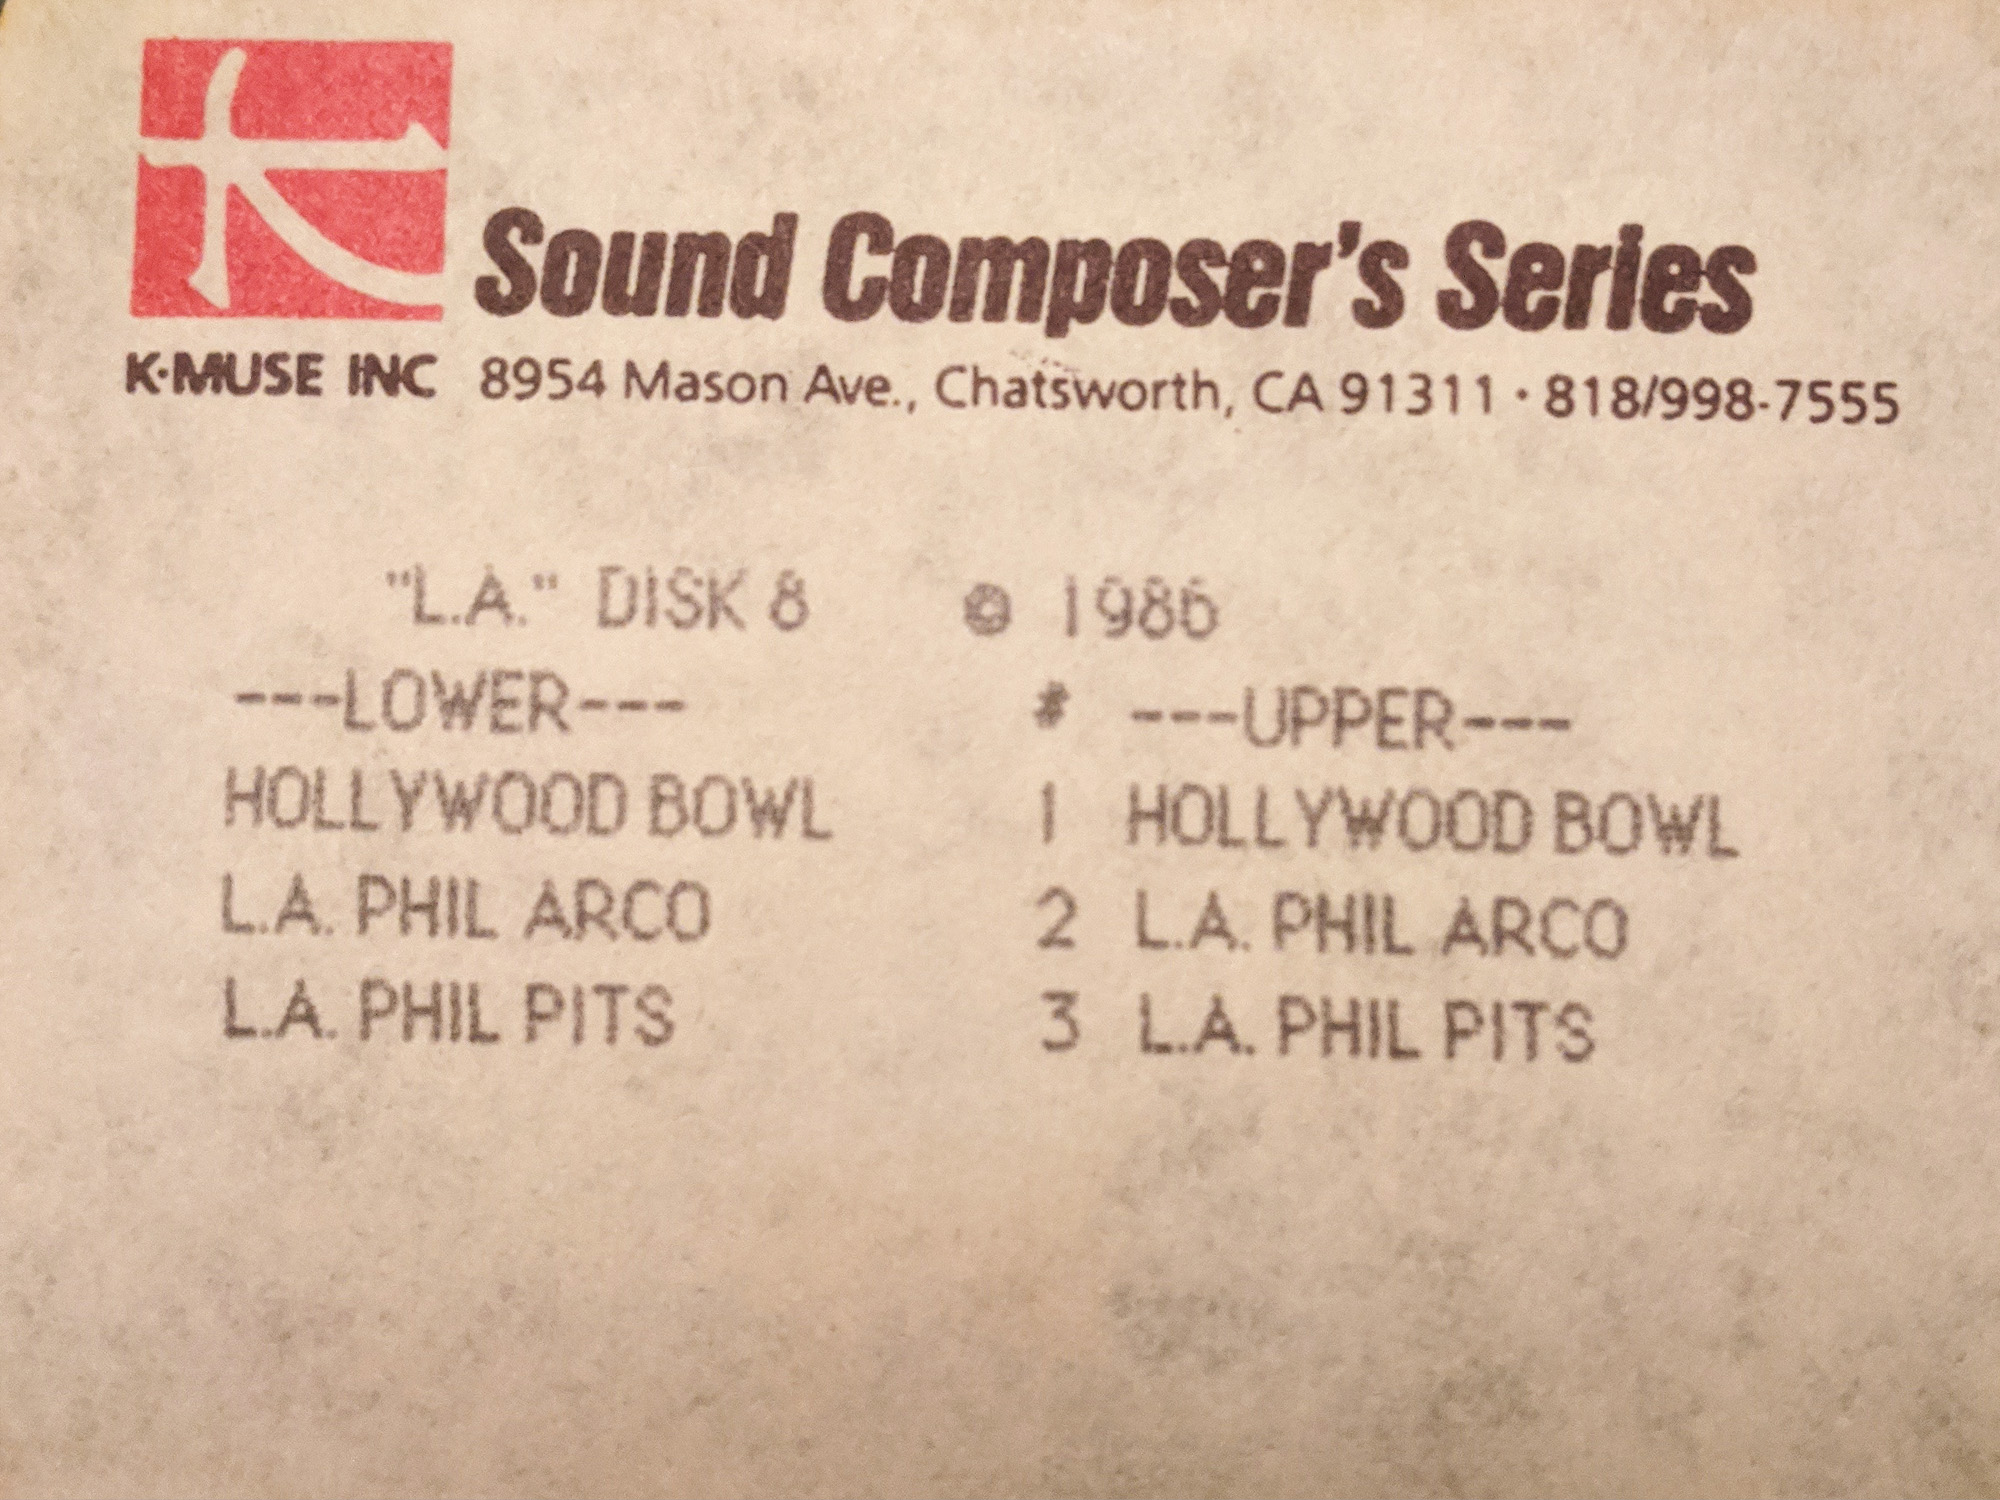 Sound Composer's Series
K·MUSE INC 8954 Mason Ave., Chatsworth, CA 91311 · 818/998-7555
"L.A." DISK 8 © 1986
---LOWER--- # ---UPPER---
HOLLYWOOD BOWL 1 HOLLYWOOD BOWL
L.A. PHIL ARCO 2 L.A. PHIL ARCO
L.A. PHIL PITS 3 L.A. PHIL PITS